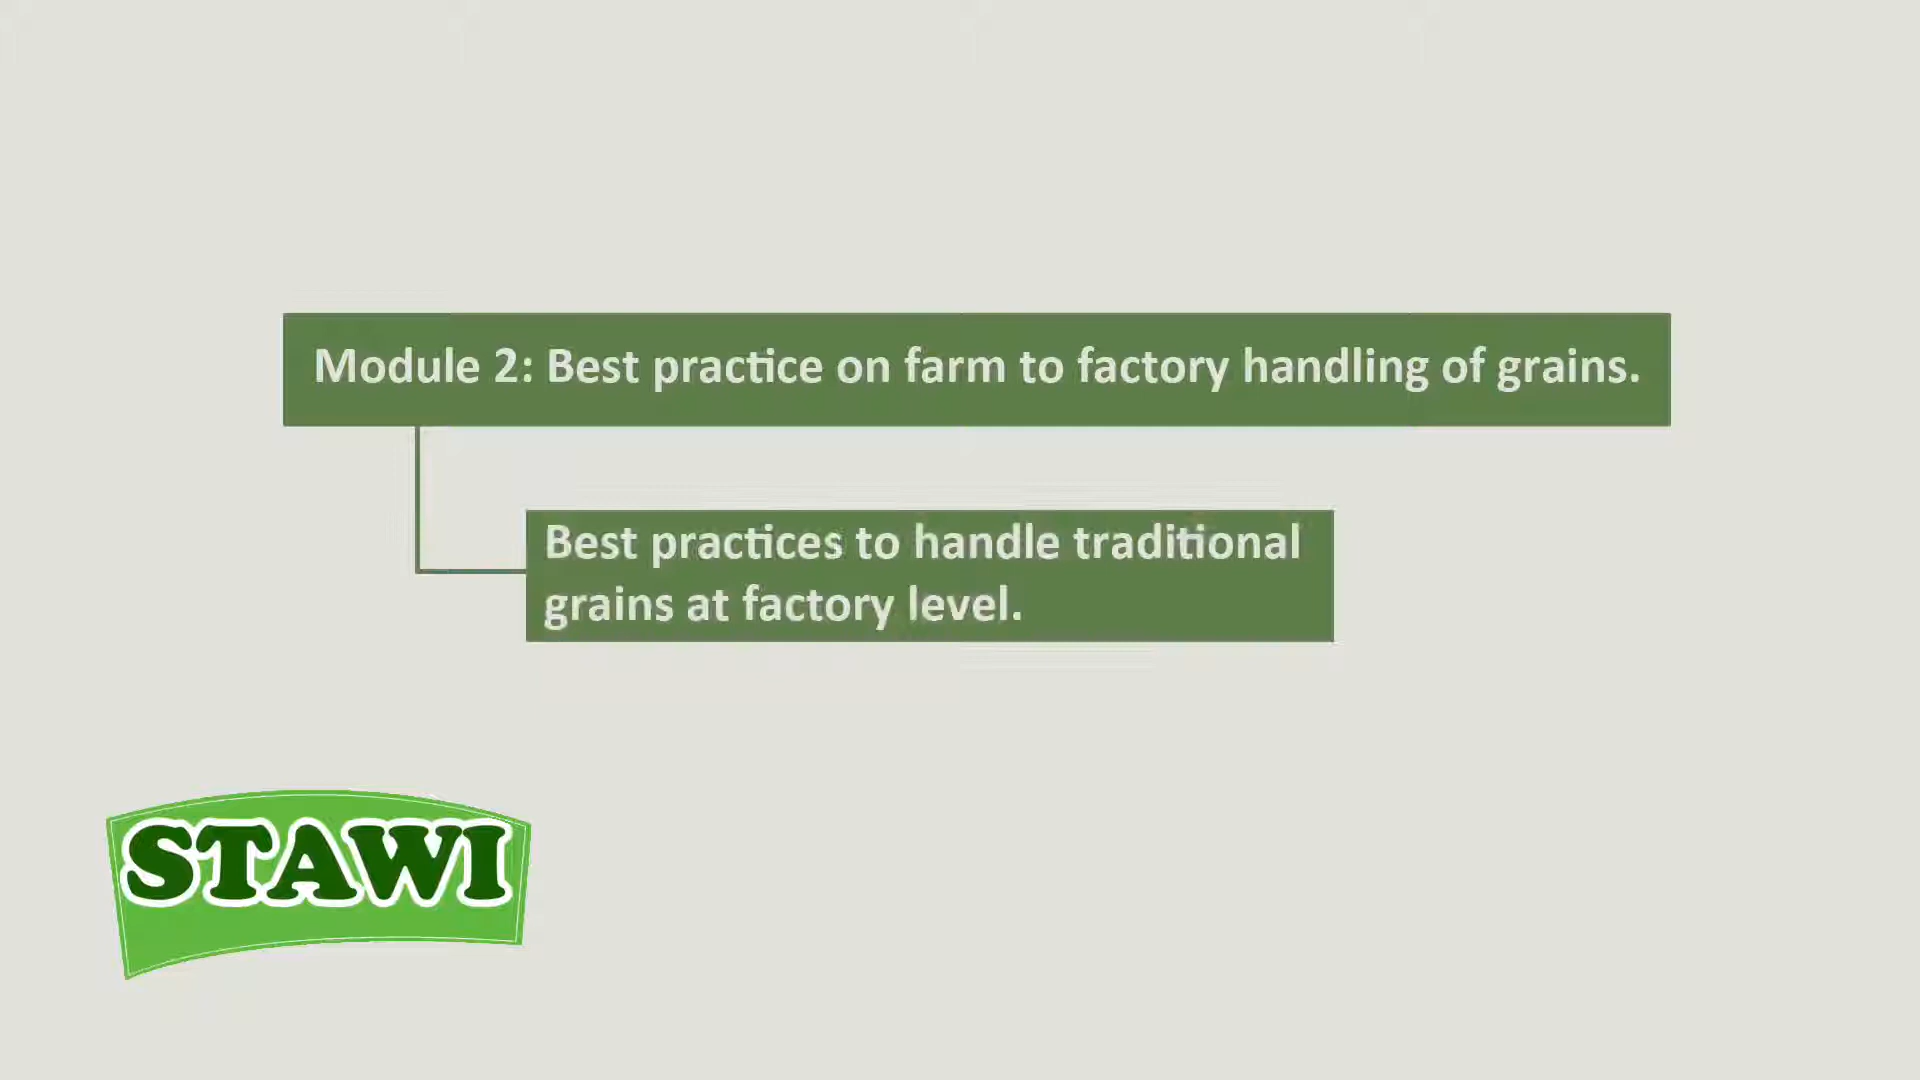 Module 2: Best practice on farm to factory handling of grains.
Best practices to handle traditional
grains at factory level.
STAWI